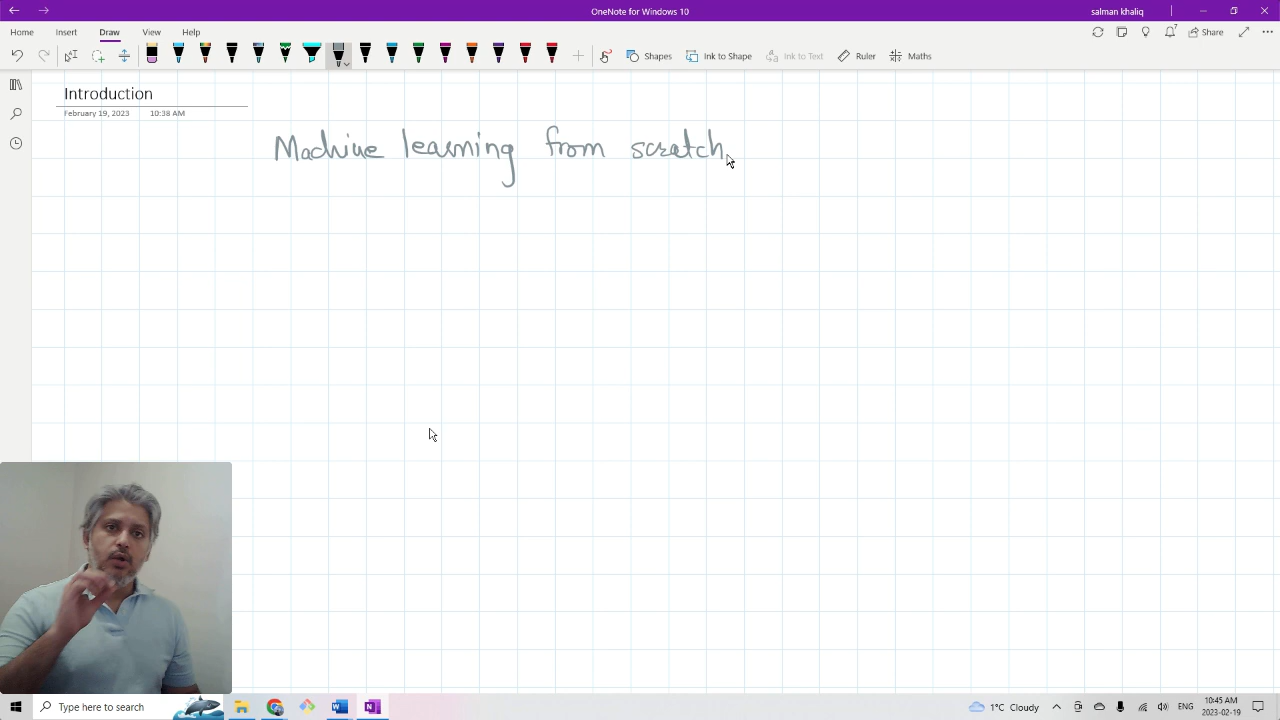 OneNote for Windows 10
salman khaliq
Home Insert Draw View Help
Share
Shapes Ink to Shape Ink to Text Ruler Maths
Introduction
February 19, 2023 10:38 AM
Machine learning from scratch
Type here to search
1°C Cloudy ENG 10:45 AM
2023-02-19